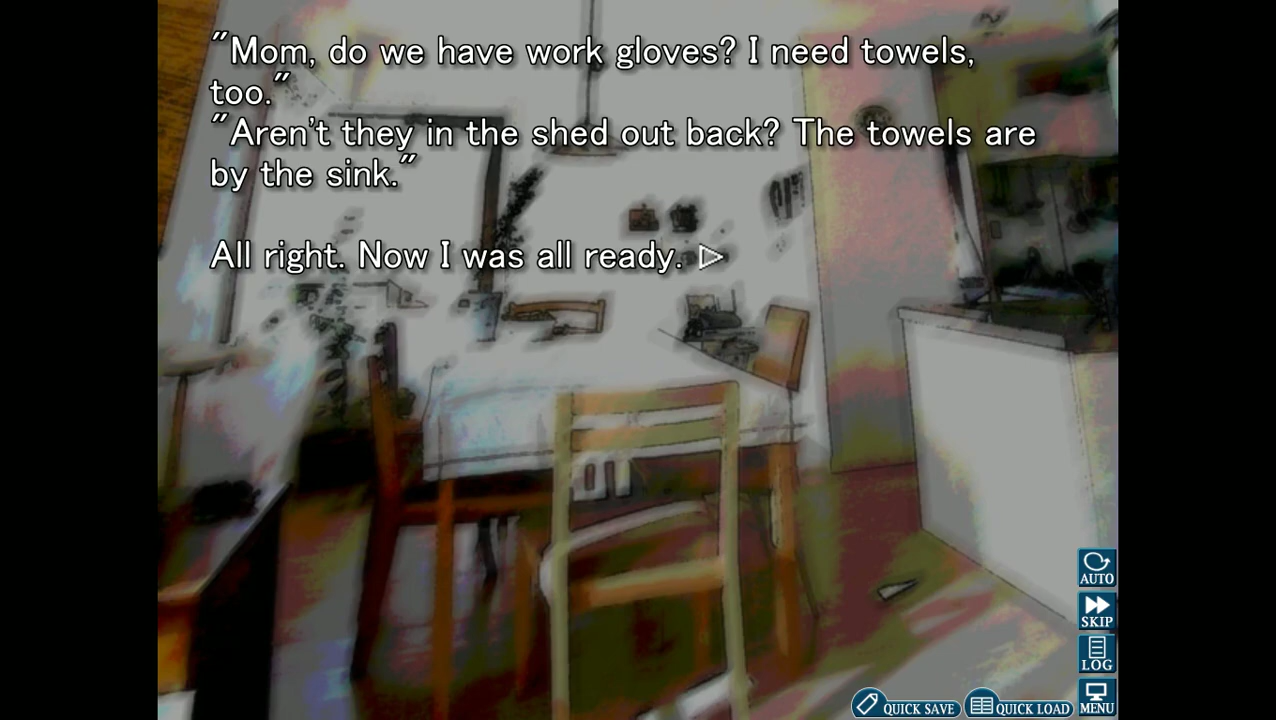 "Mom, do we have work gloves? I need towels,
too."
"Aren't they in the shed out back? The towels are
by the sink."
All right. Now I was all ready.
AUTO
SKIP
LOG
MENU
QUICK SAVE
QUICK LOAD